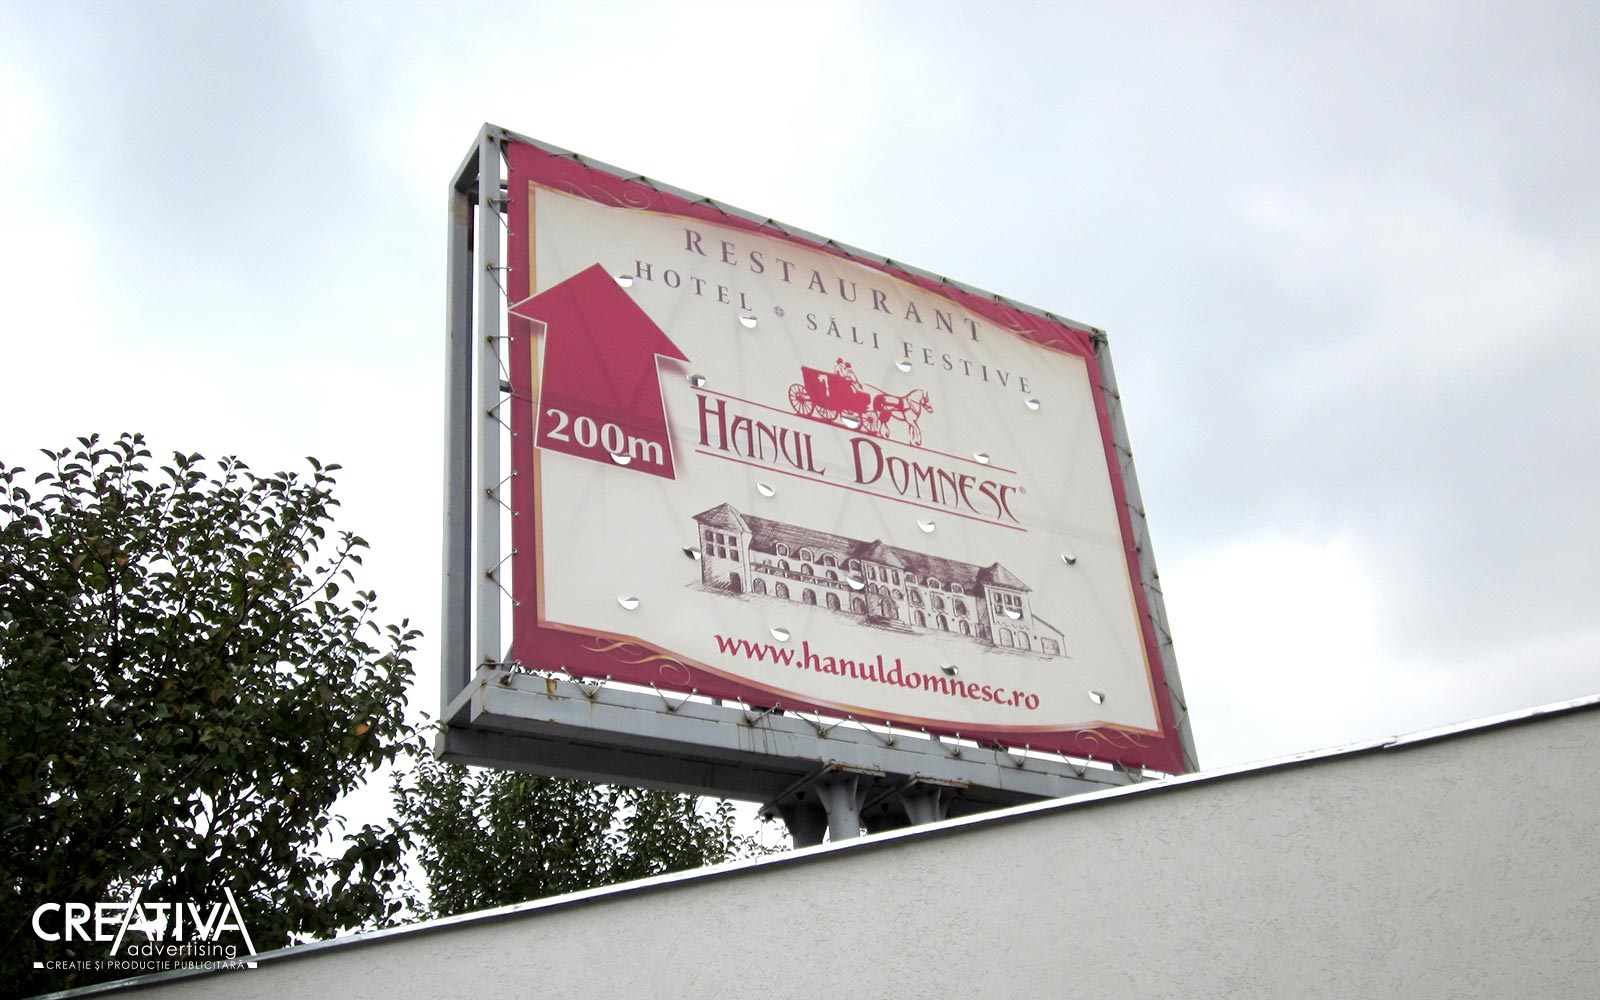 RESTAURANT
HOTEL * SĂLI FESTIVE
200m
HANUL DOMNESC®
www.hanuldomnesc.ro
CREATIVA
advertising
CREAȚIE ȘI PRODUCȚIE PUBLICITARĂ